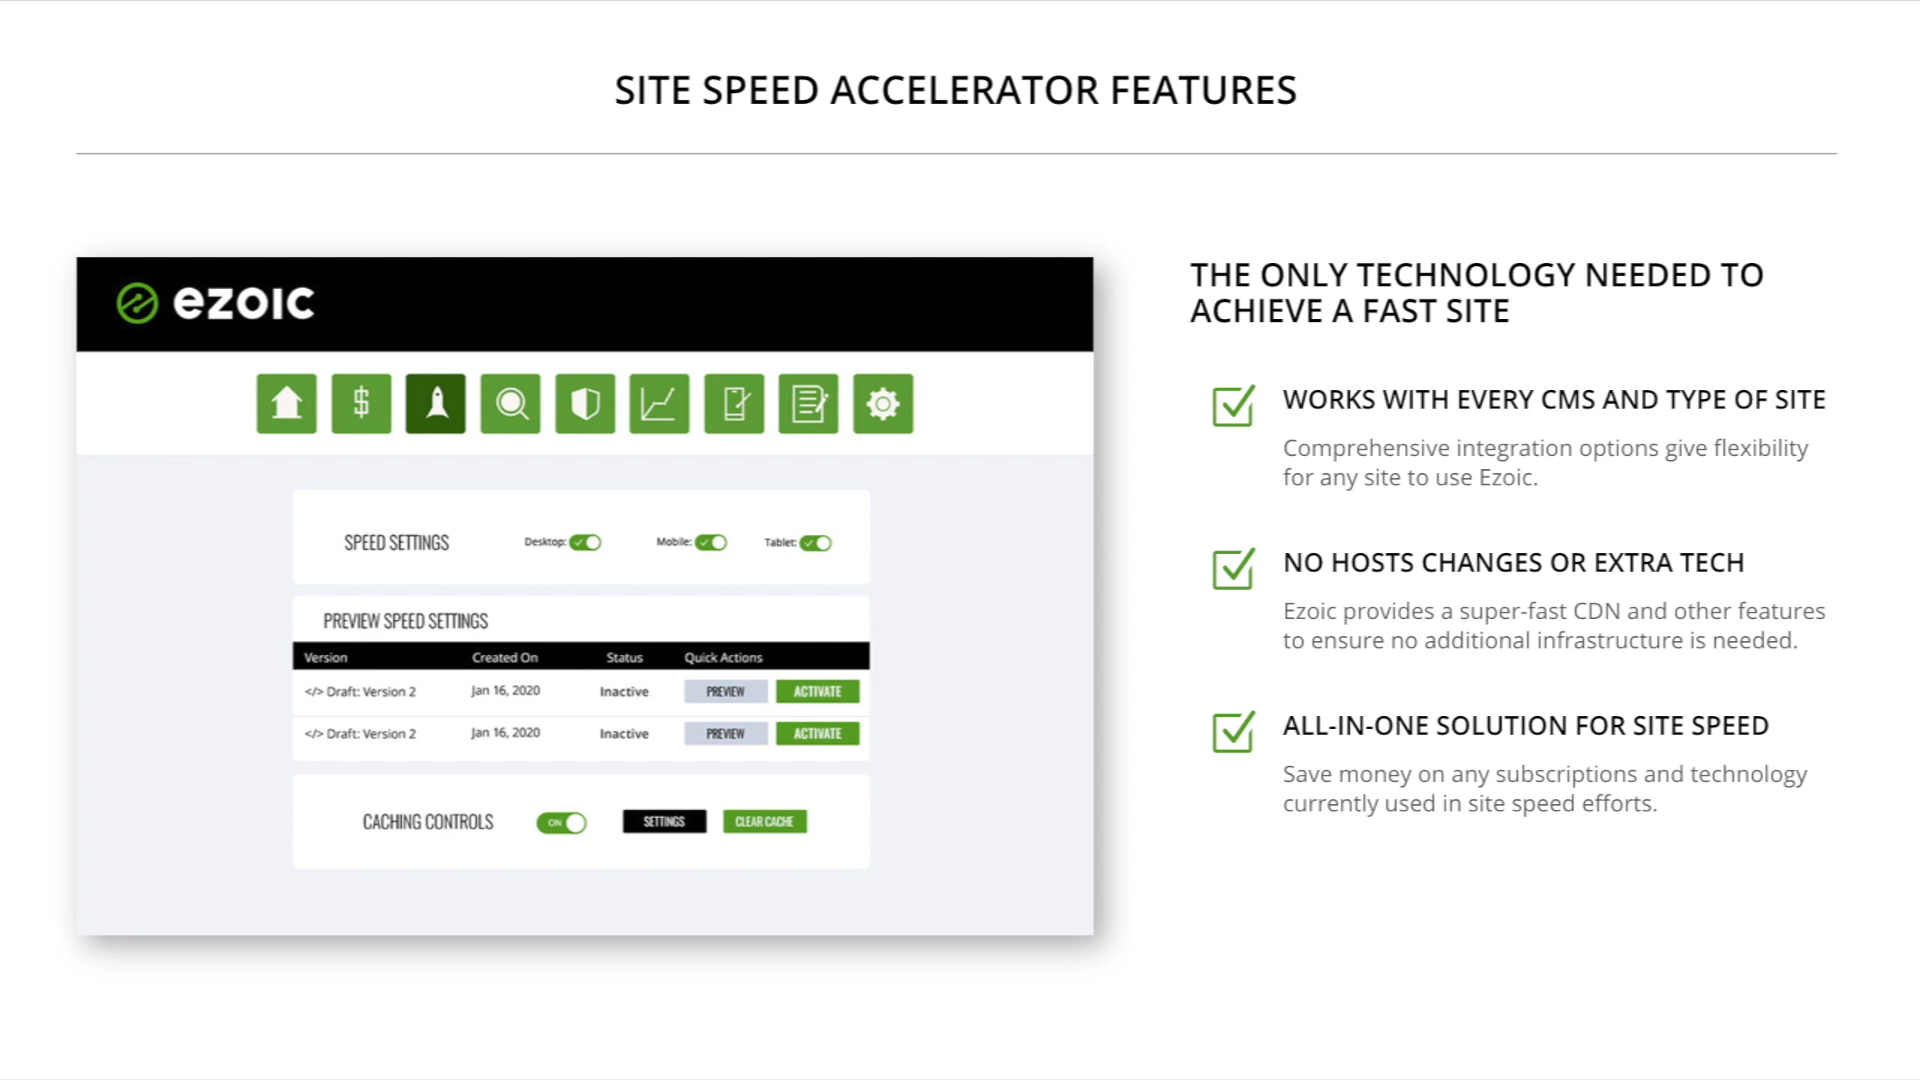 SITE SPEED ACCELERATOR FEATURES
ezoic
SPEED SETTINGS Desktop: Mobile: Tablet:
PREVIEW SPEED SETTINGS
Version Created On Status Quick Actions
</> Draft: Version 2 Jan 16, 2020 Inactive PREVIEW ACTIVATE
</> Draft: Version 2 Jan 16, 2020 Inactive PREVIEW ACTIVATE
CACHING CONTROLS ON SETTINGS CLEAR CACHE
THE ONLY TECHNOLOGY NEEDED TO
ACHIEVE A FAST SITE
WORKS WITH EVERY CMS AND TYPE OF SITE
Comprehensive integration options give flexibility
for any site to use Ezoic.
NO HOSTS CHANGES OR EXTRA TECH
Ezoic provides a super-fast CDN and other features
to ensure no additional infrastructure is needed.
ALL-IN-ONE SOLUTION FOR SITE SPEED
Save money on any subscriptions and technology
currently used in site speed efforts.